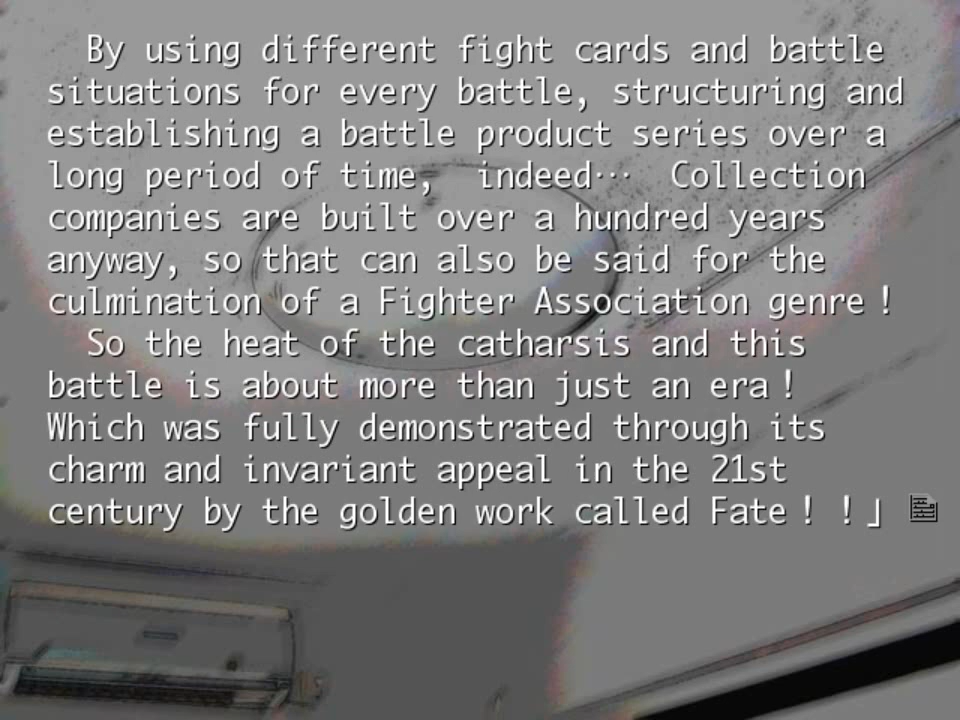 By using different fight cards and battle
situations for every battle, structuring and
establishing a battle product series over a
long period of time,  indeed…  Collection
companies are built over a hundred years
anyway, so that can also be said for the
culmination of a Fighter Association genre！
So the heat of the catharsis and this
battle is about more than just an era！
Which was fully demonstrated through its
charm and invariant appeal in the 21st
century by the golden work called Fate！！」